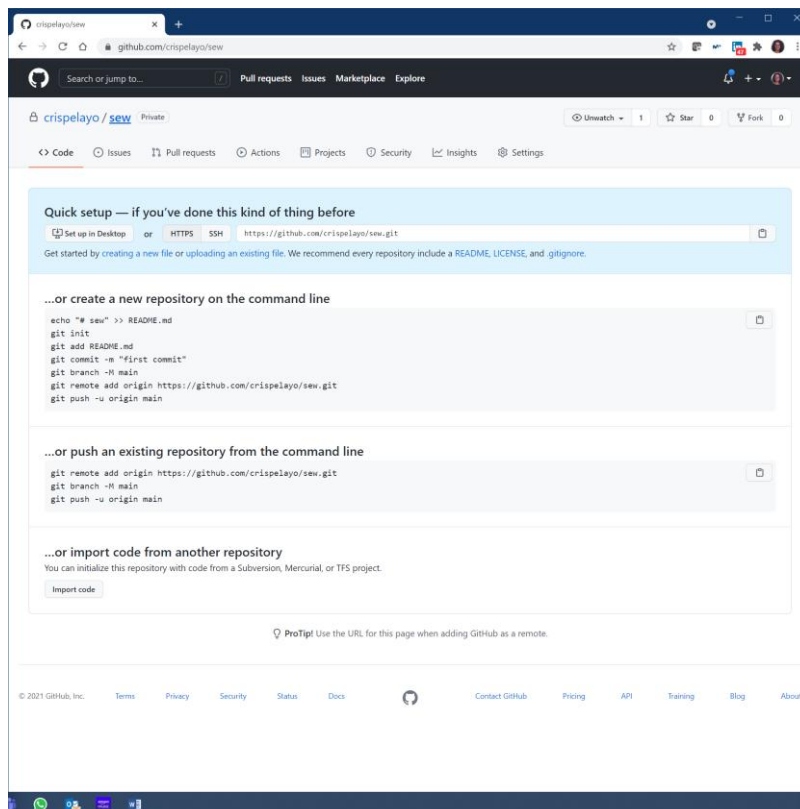 crispelayo/sew
github.com/crispelayo/sew
Search or jump to... / Pull requests Issues Marketplace Explore
crispelayo / sew Private Unwatch 1 Star 0 Fork 0
Code Issues Pull requests Actions Projects Security Insights Settings
Quick setup — if you've done this kind of thing before
Set up in Desktop or HTTPS SSH https://github.com/crispelayo/sew.git
Get started by creating a new file or uploading an existing file. We recommend every repository include a README, LICENSE, and .gitignore.
...or create a new repository on the command line
echo "# sew" >> README.md
git init
git add README.md
git commit -m "first commit"
git branch -M main
git remote add origin https://github.com/crispelayo/sew.git
git push -u origin main
...or push an existing repository from the command line
git remote add origin https://github.com/crispelayo/sew.git
git branch -M main
git push -u origin main
...or import code from another repository
You can initialize this repository with code from a Subversion, Mercurial, or TFS project.
Import code
ProTip! Use the URL for this page when adding GitHub as a remote.
© 2021 GitHub, Inc. Terms Privacy Security Status Docs Contact GitHub Pricing API Training Blog About